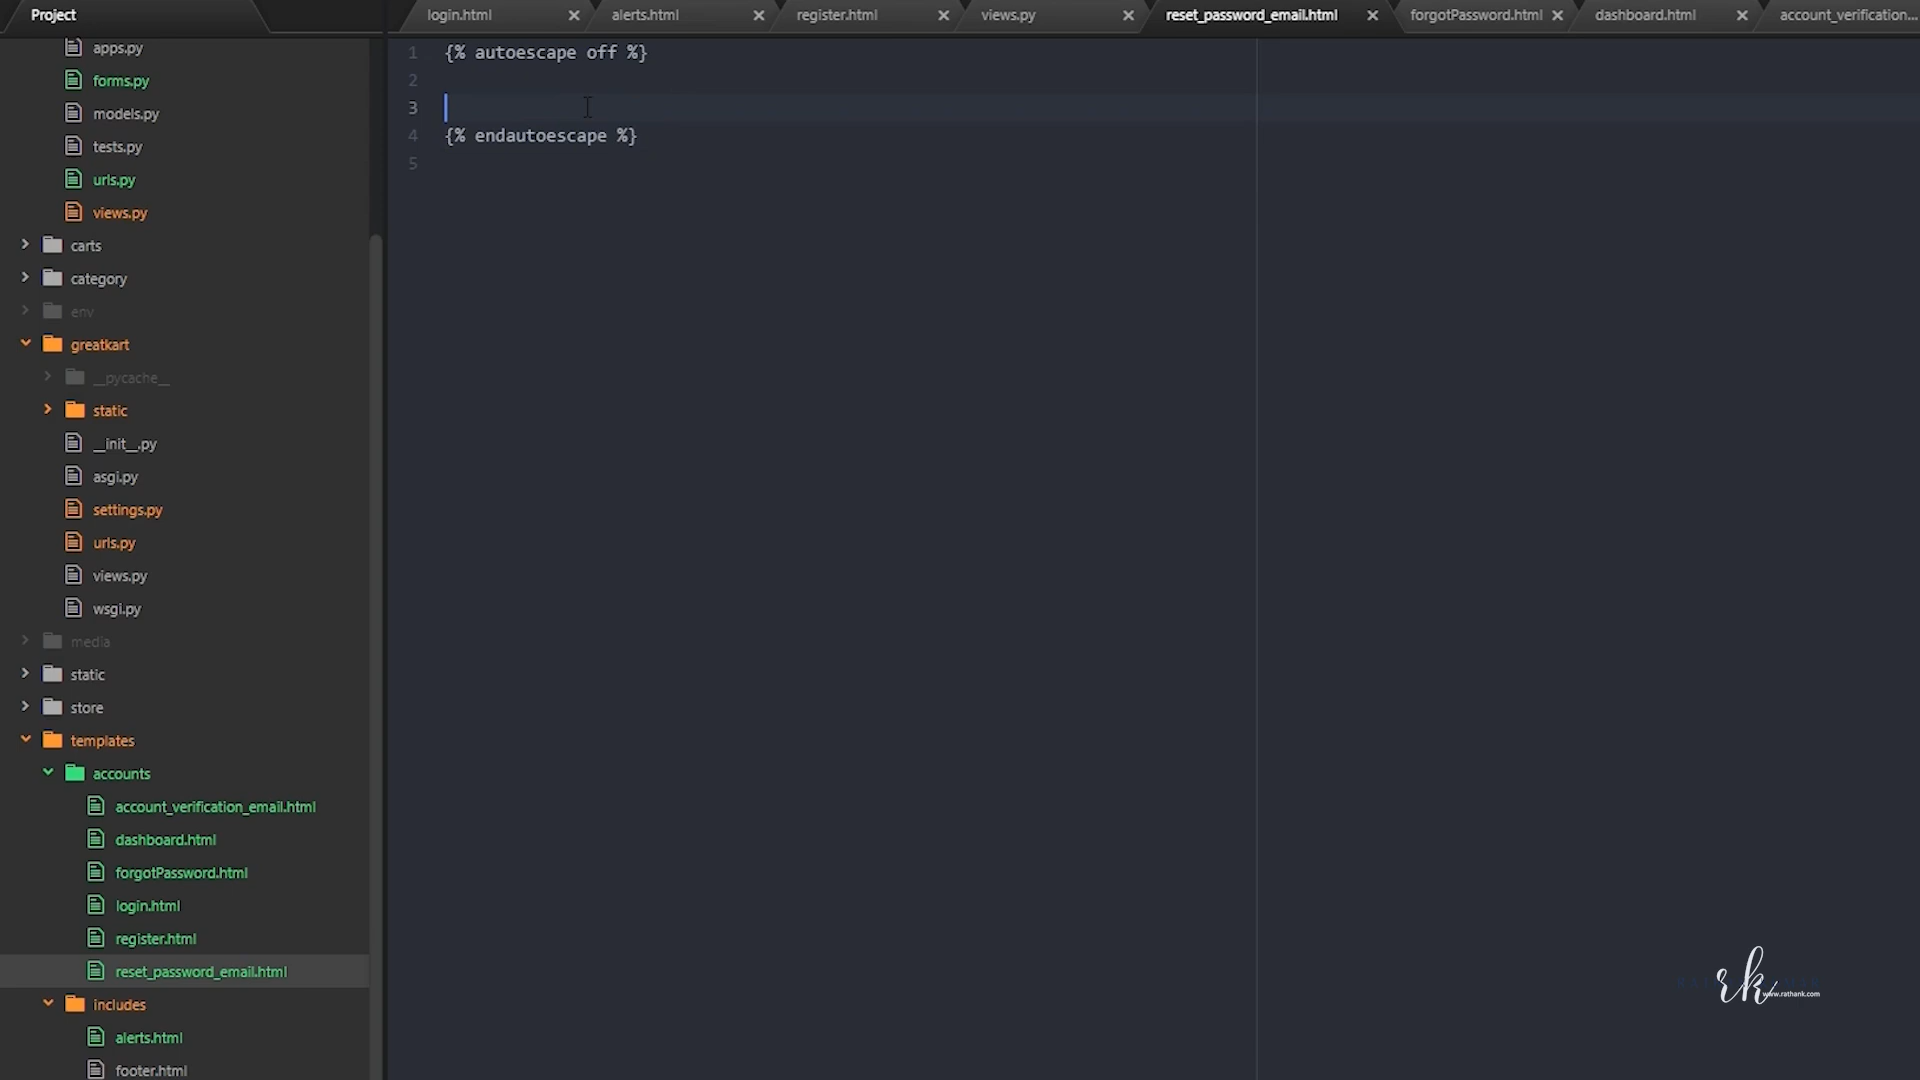 Project
login.html
alerts.html
register.html
views.py
reset_password_email.html
forgotPassword.html
dashboard.html
account_verification...
apps.py
forms.py
models.py
tests.py
urls.py
views.py
carts
category
env
greatkart
__pycache__
static
__init__.py
asgi.py
settings.py
urls.py
views.py
wsgi.py
media
static
store
templates
accounts
account_verification_email.html
dashboard.html
forgotPassword.html
login.html
register.html
reset_password_email.html
includes
alerts.html
footer.html
1 {% autoescape off %}
2
3
4 {% endautoescape %}
5
rk
www.rathank.com